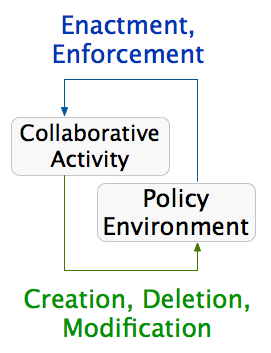 Enactment,
Enforcement
Collaborative
Activity
Policy
Environment
Creation, Deletion,
Modification